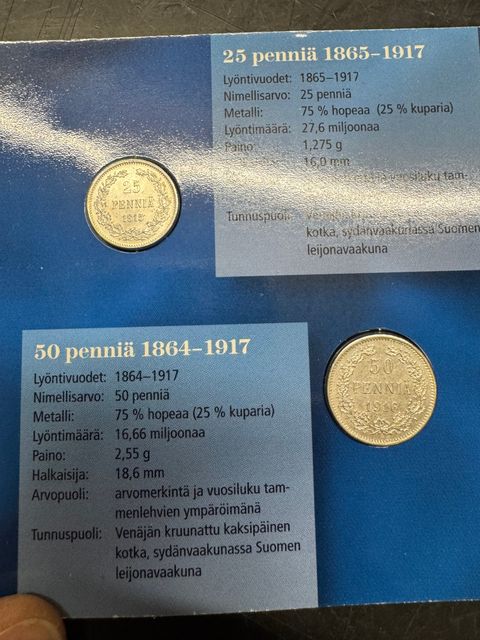 25 penniä 1865–1917
Lyöntivuodet: 1865–1917
Nimellisarvo: 25 penniä
Metalli: 75 % hopeaa (25 % kuparia)
Lyöntimäärä: 27,6 miljoonaa
Paino: 1,275 g
16,0 mm
vuosiluku tam-
Tunnuspuoli:
kotka, sydänvaakunassa Suomen
leijonavaakuna
25
PENNIÄ
50 penniä 1864–1917
Lyöntivuodet: 1864–1917
Nimellisarvo: 50 penniä
Metalli: 75 % hopeaa (25 % kuparia)
Lyöntimäärä: 16,66 miljoonaa
Paino: 2,55 g
Halkaisija: 18,6 mm
Arvopuoli: arvomerkintä ja vuosiluku tam-
menlehvien ympäröimänä
Tunnuspuoli: Venäjän kruunattu kaksipäinen
kotka, sydänvaakunassa Suomen
leijonavaakuna
50
PENNIÄ
1916